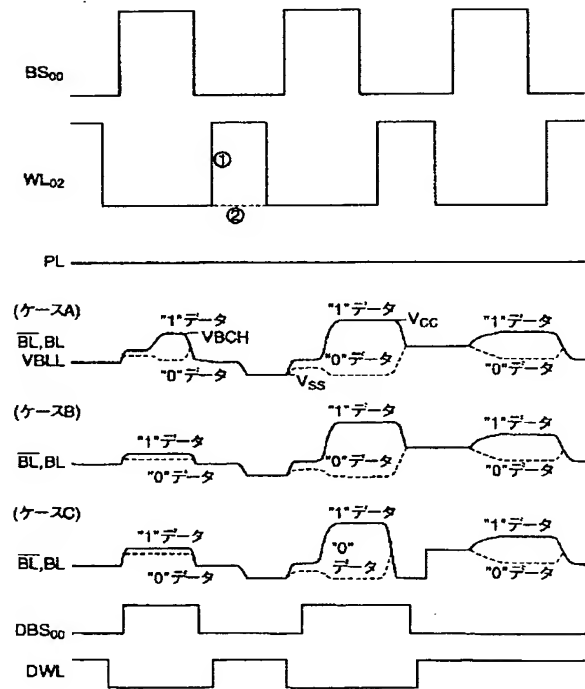 BS₀₀
WL₀₂
①
②
PL
(ケースA)
"1"データ
VBCH
"1"データ
VCC
"1"データ
B̅L̅,BL
VBLL
"0"データ
"0"データ
VSS
"0"データ
(ケースB)
"1"データ
"1"データ
"1"データ
B̅L̅,BL
"0"データ
"0"データ
"0"データ
(ケースC)
"1"データ
"1"データ
"1"データ
"0"
データ
B̅L̅,BL
"0"データ
"0"データ
DBS₀₀
DWL